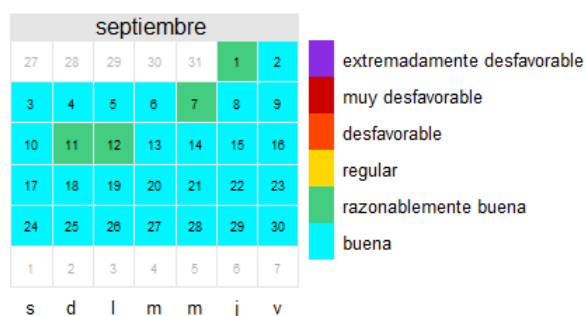 septiembre
27 28 29 30 31 1 2
3 4 5 6 7 8 9
10 11 12 13 14 15 16
17 18 19 20 21 22 23
24 25 26 27 28 29 30
1 2 3 4 5 6 7
s d l m m j v
extremadamente desfavorable
muy desfavorable
desfavorable
regular
razonablemente buena
buena